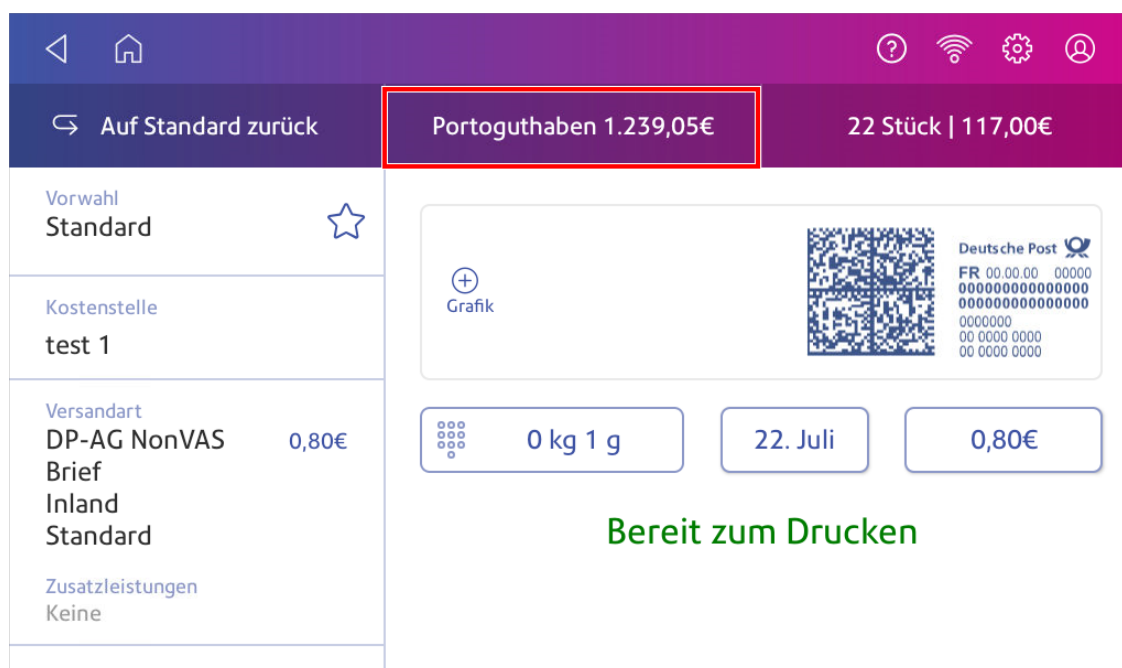 Auf Standard zurück
Portoguthaben 1.239,05€
22 Stück | 117,00€
Vorwahl
Standard
Kostenstelle
test 1
Versandart
DP-AG NonVAS 0,80€
Brief
Inland
Standard
Zusatzleistungen
Keine
Grafik
Deutsche Post
FR 00.00.00 00000
000000000000000
000000000000000
0000000
00 0000 0000
00 0000 0000
0 kg 1 g
22. Juli
0,80€
Bereit zum Drucken